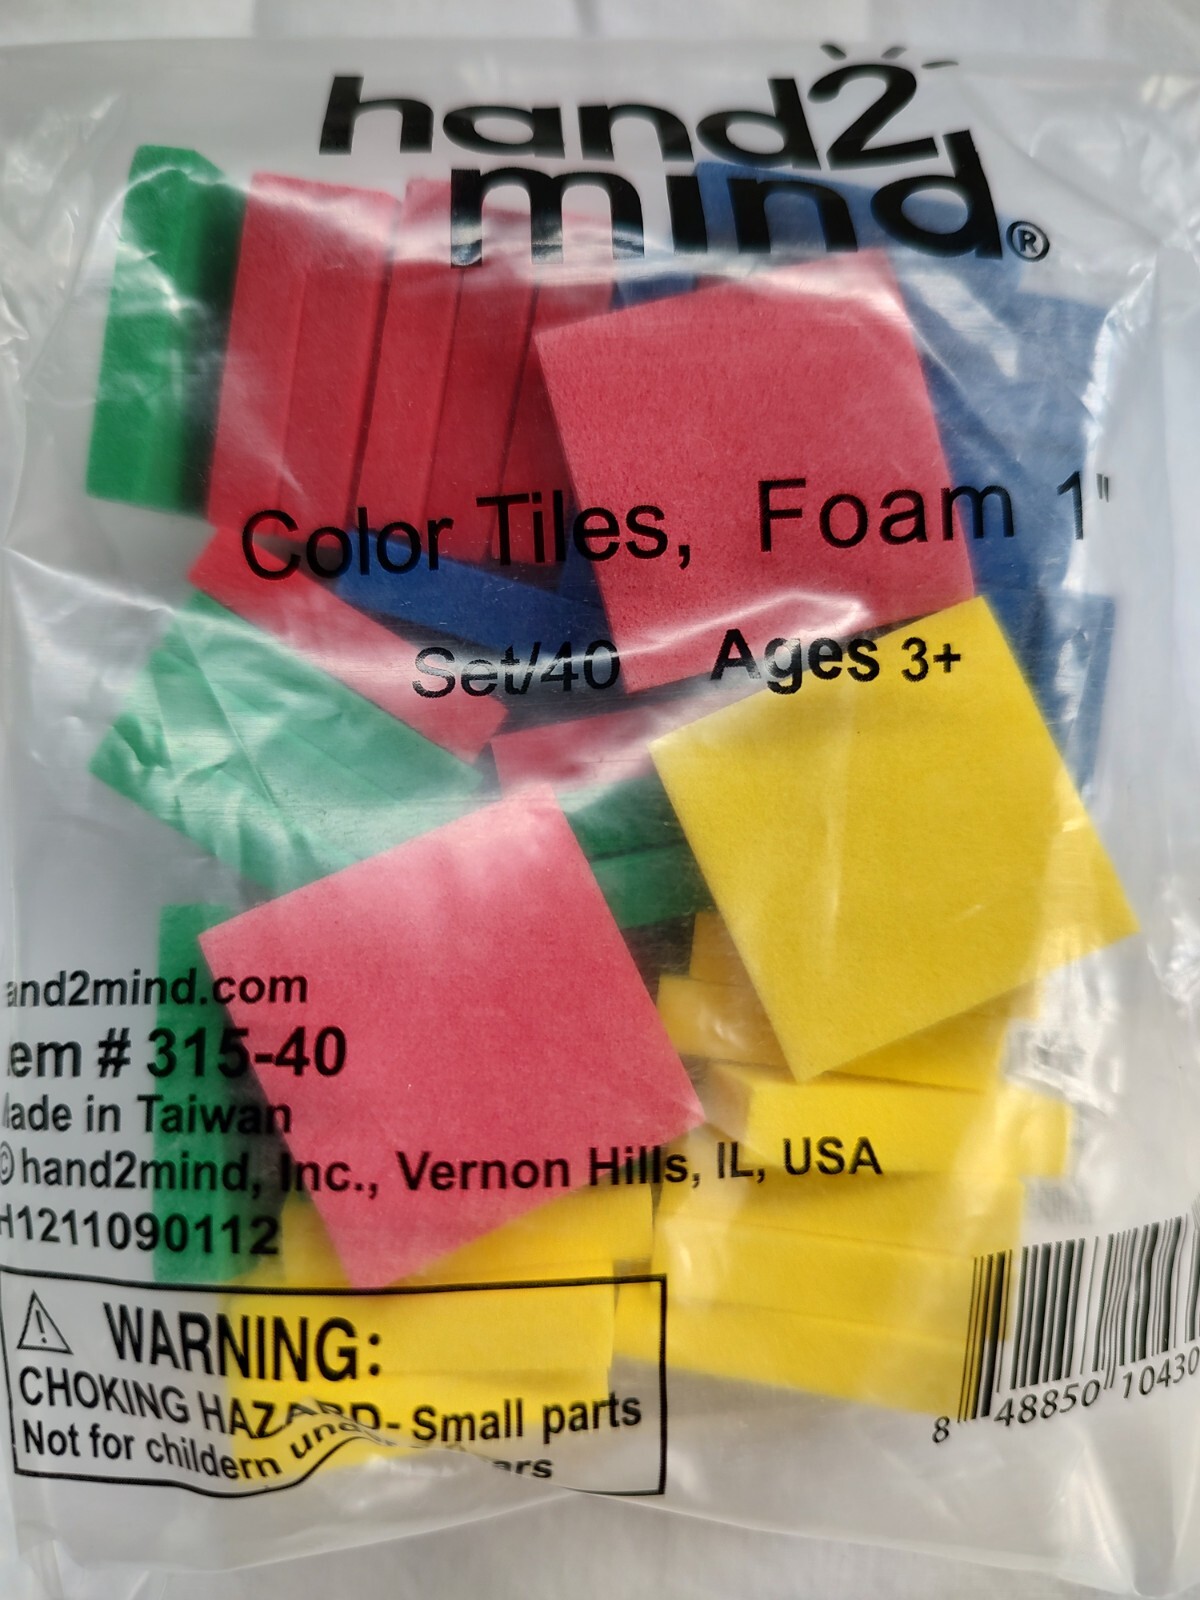 hand2
mind®
Color Tiles, Foam 1"
Set/40 Ages 3+
and2mind.com
em # 315-40
ade in Taiwan
© hand2mind, Inc., Vernon Hills, IL, USA
H1211090112
WARNING:
CHOKING HAZARD- Small parts
Not for childern
8 48850 10430